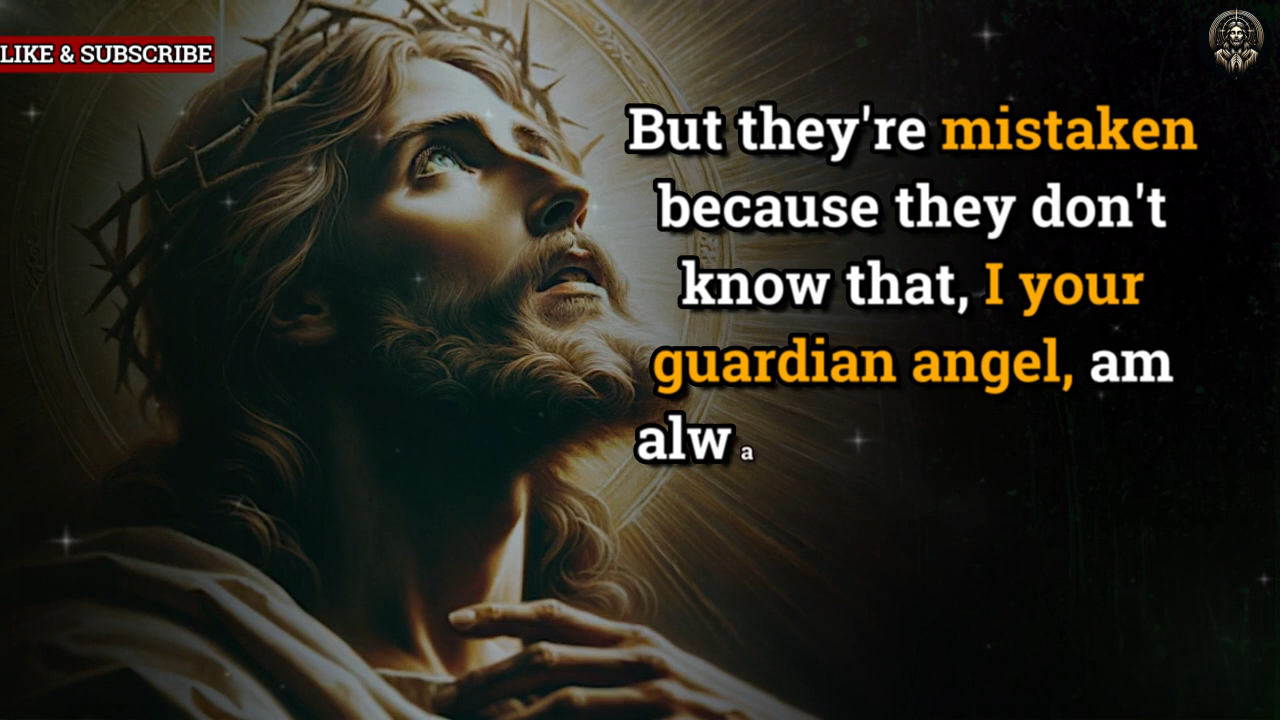 LIKE & SUBSCRIBE
But they're mistaken
because they don't
know that, I your
guardian angel, am
alw a